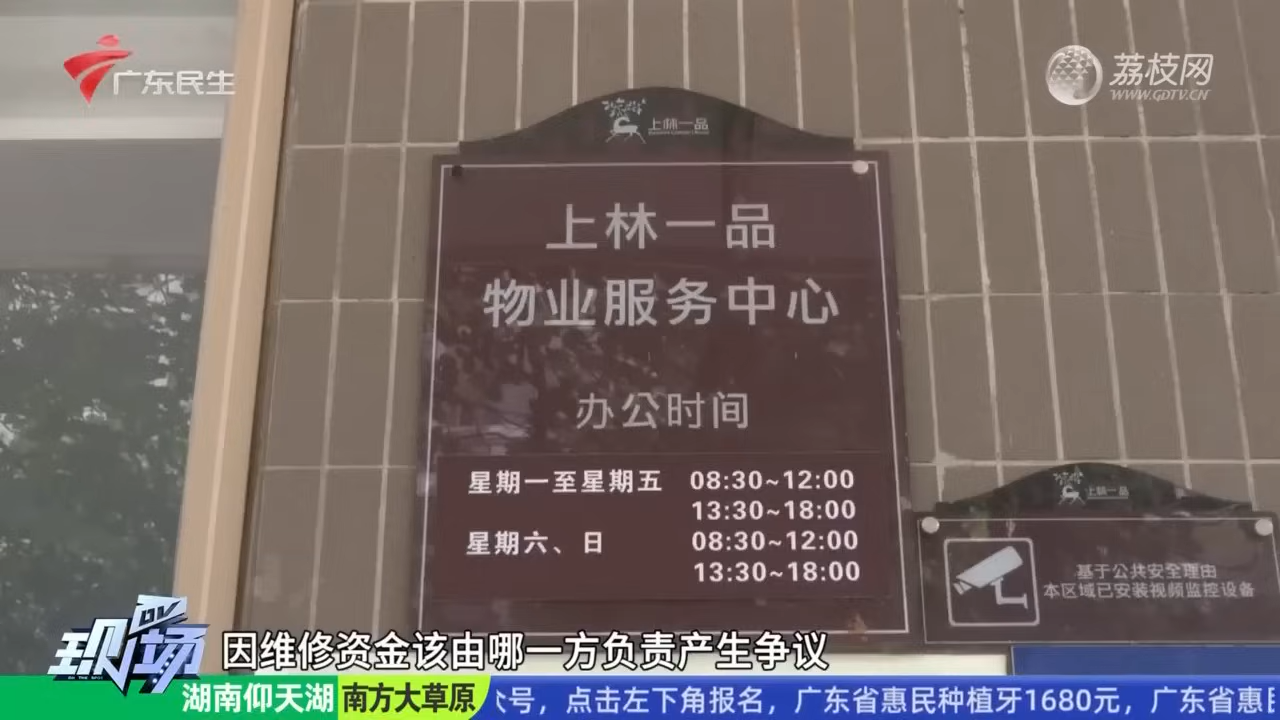 广东民生
荔枝网
WWW.GDTV.CN
上林一品
上林一品
物业服务中心
办公时间
星期一至星期五 08:30~12:00
13:30~18:00
星期六、日 08:30~12:00
13:30~18:00
上林一品
基于公共安全理由
本区域已安装视频监控设备
DV现场
因维修资金该由哪一方负责产生争议
湖南仰天湖 南方大草原 众号，点击左下角报名，广东省惠民种植牙1680元，广东省惠民